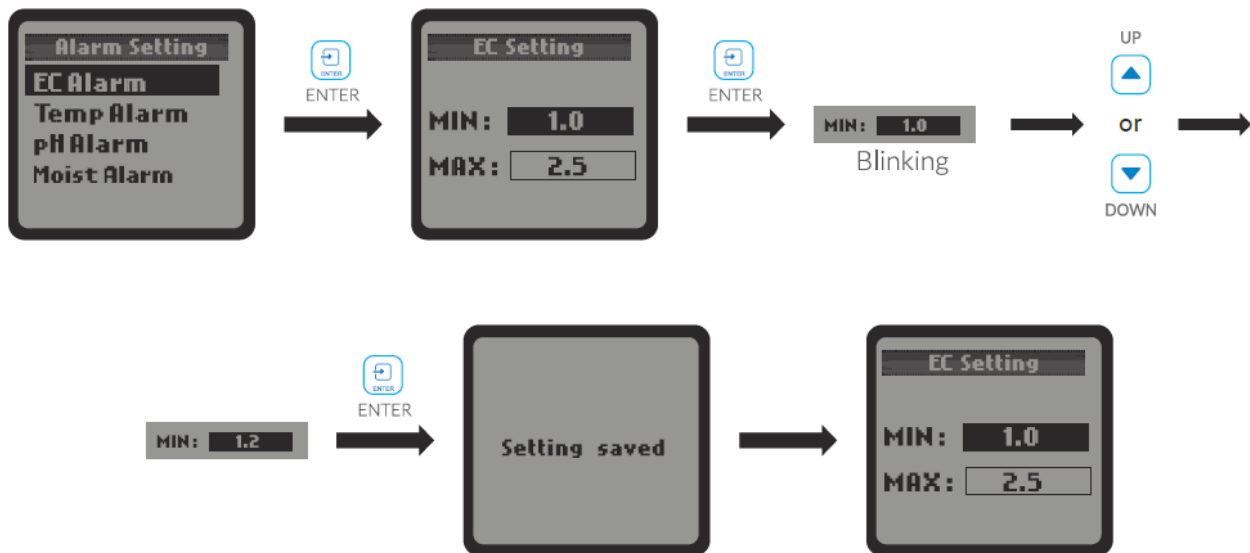 Alarm Setting
EC Alarm
Temp Alarm
pH Alarm
Moist Alarm
ENTER
ENTER
EC Setting
MIN: 1.0
MAX: 2.5
ENTER
ENTER
MIN: 1.0
Blinking
UP
or
DOWN
MIN: 1.2
ENTER
ENTER
Setting saved
EC Setting
MIN: 1.0
MAX: 2.5